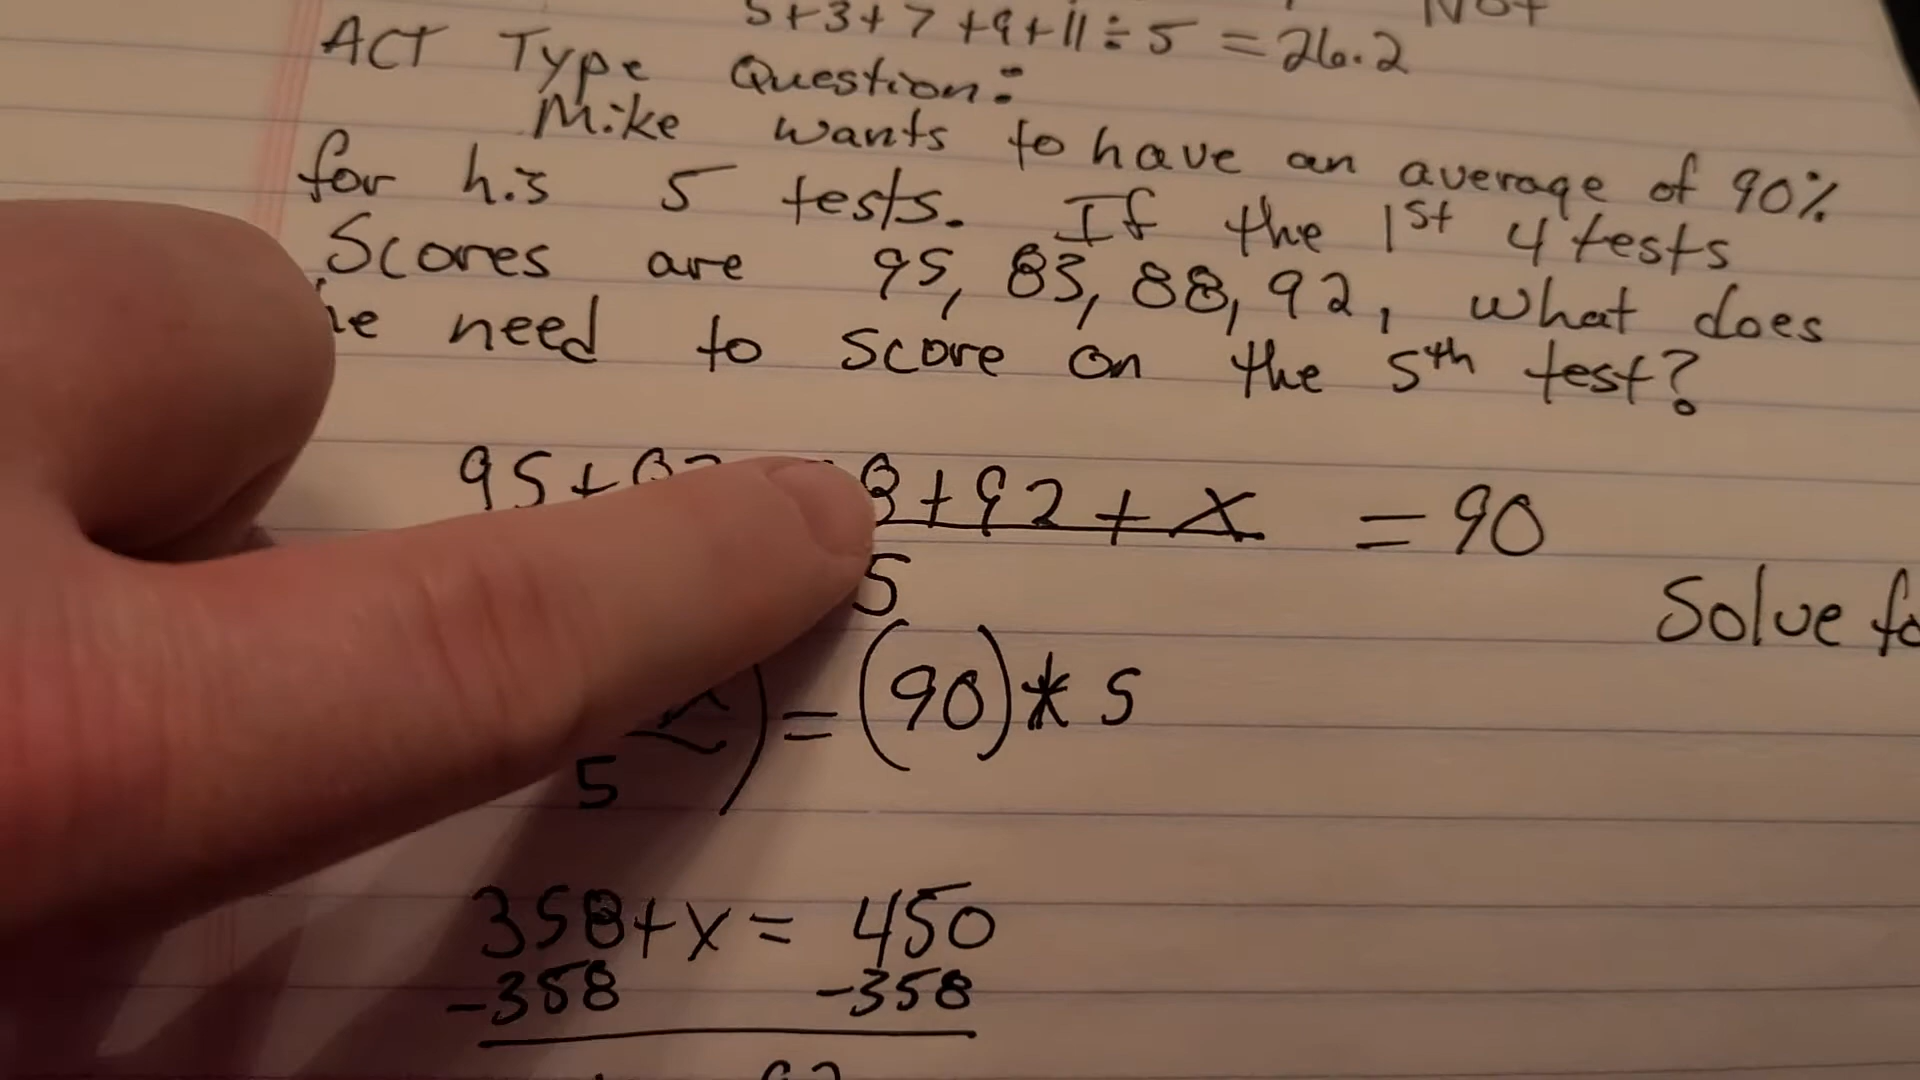 5+3+7+9+11÷5 = 26.2
Not
ACT Type Question:
Mike wants to have an average of 90%
for his 5 tests. If the 1st 4 tests
Scores are 95, 83, 88, 92, what does
need to score on the 5th test?
95+ 8+92+x = 90
5
Solve
= (90)*5
5
358+x = 450
-358 -358